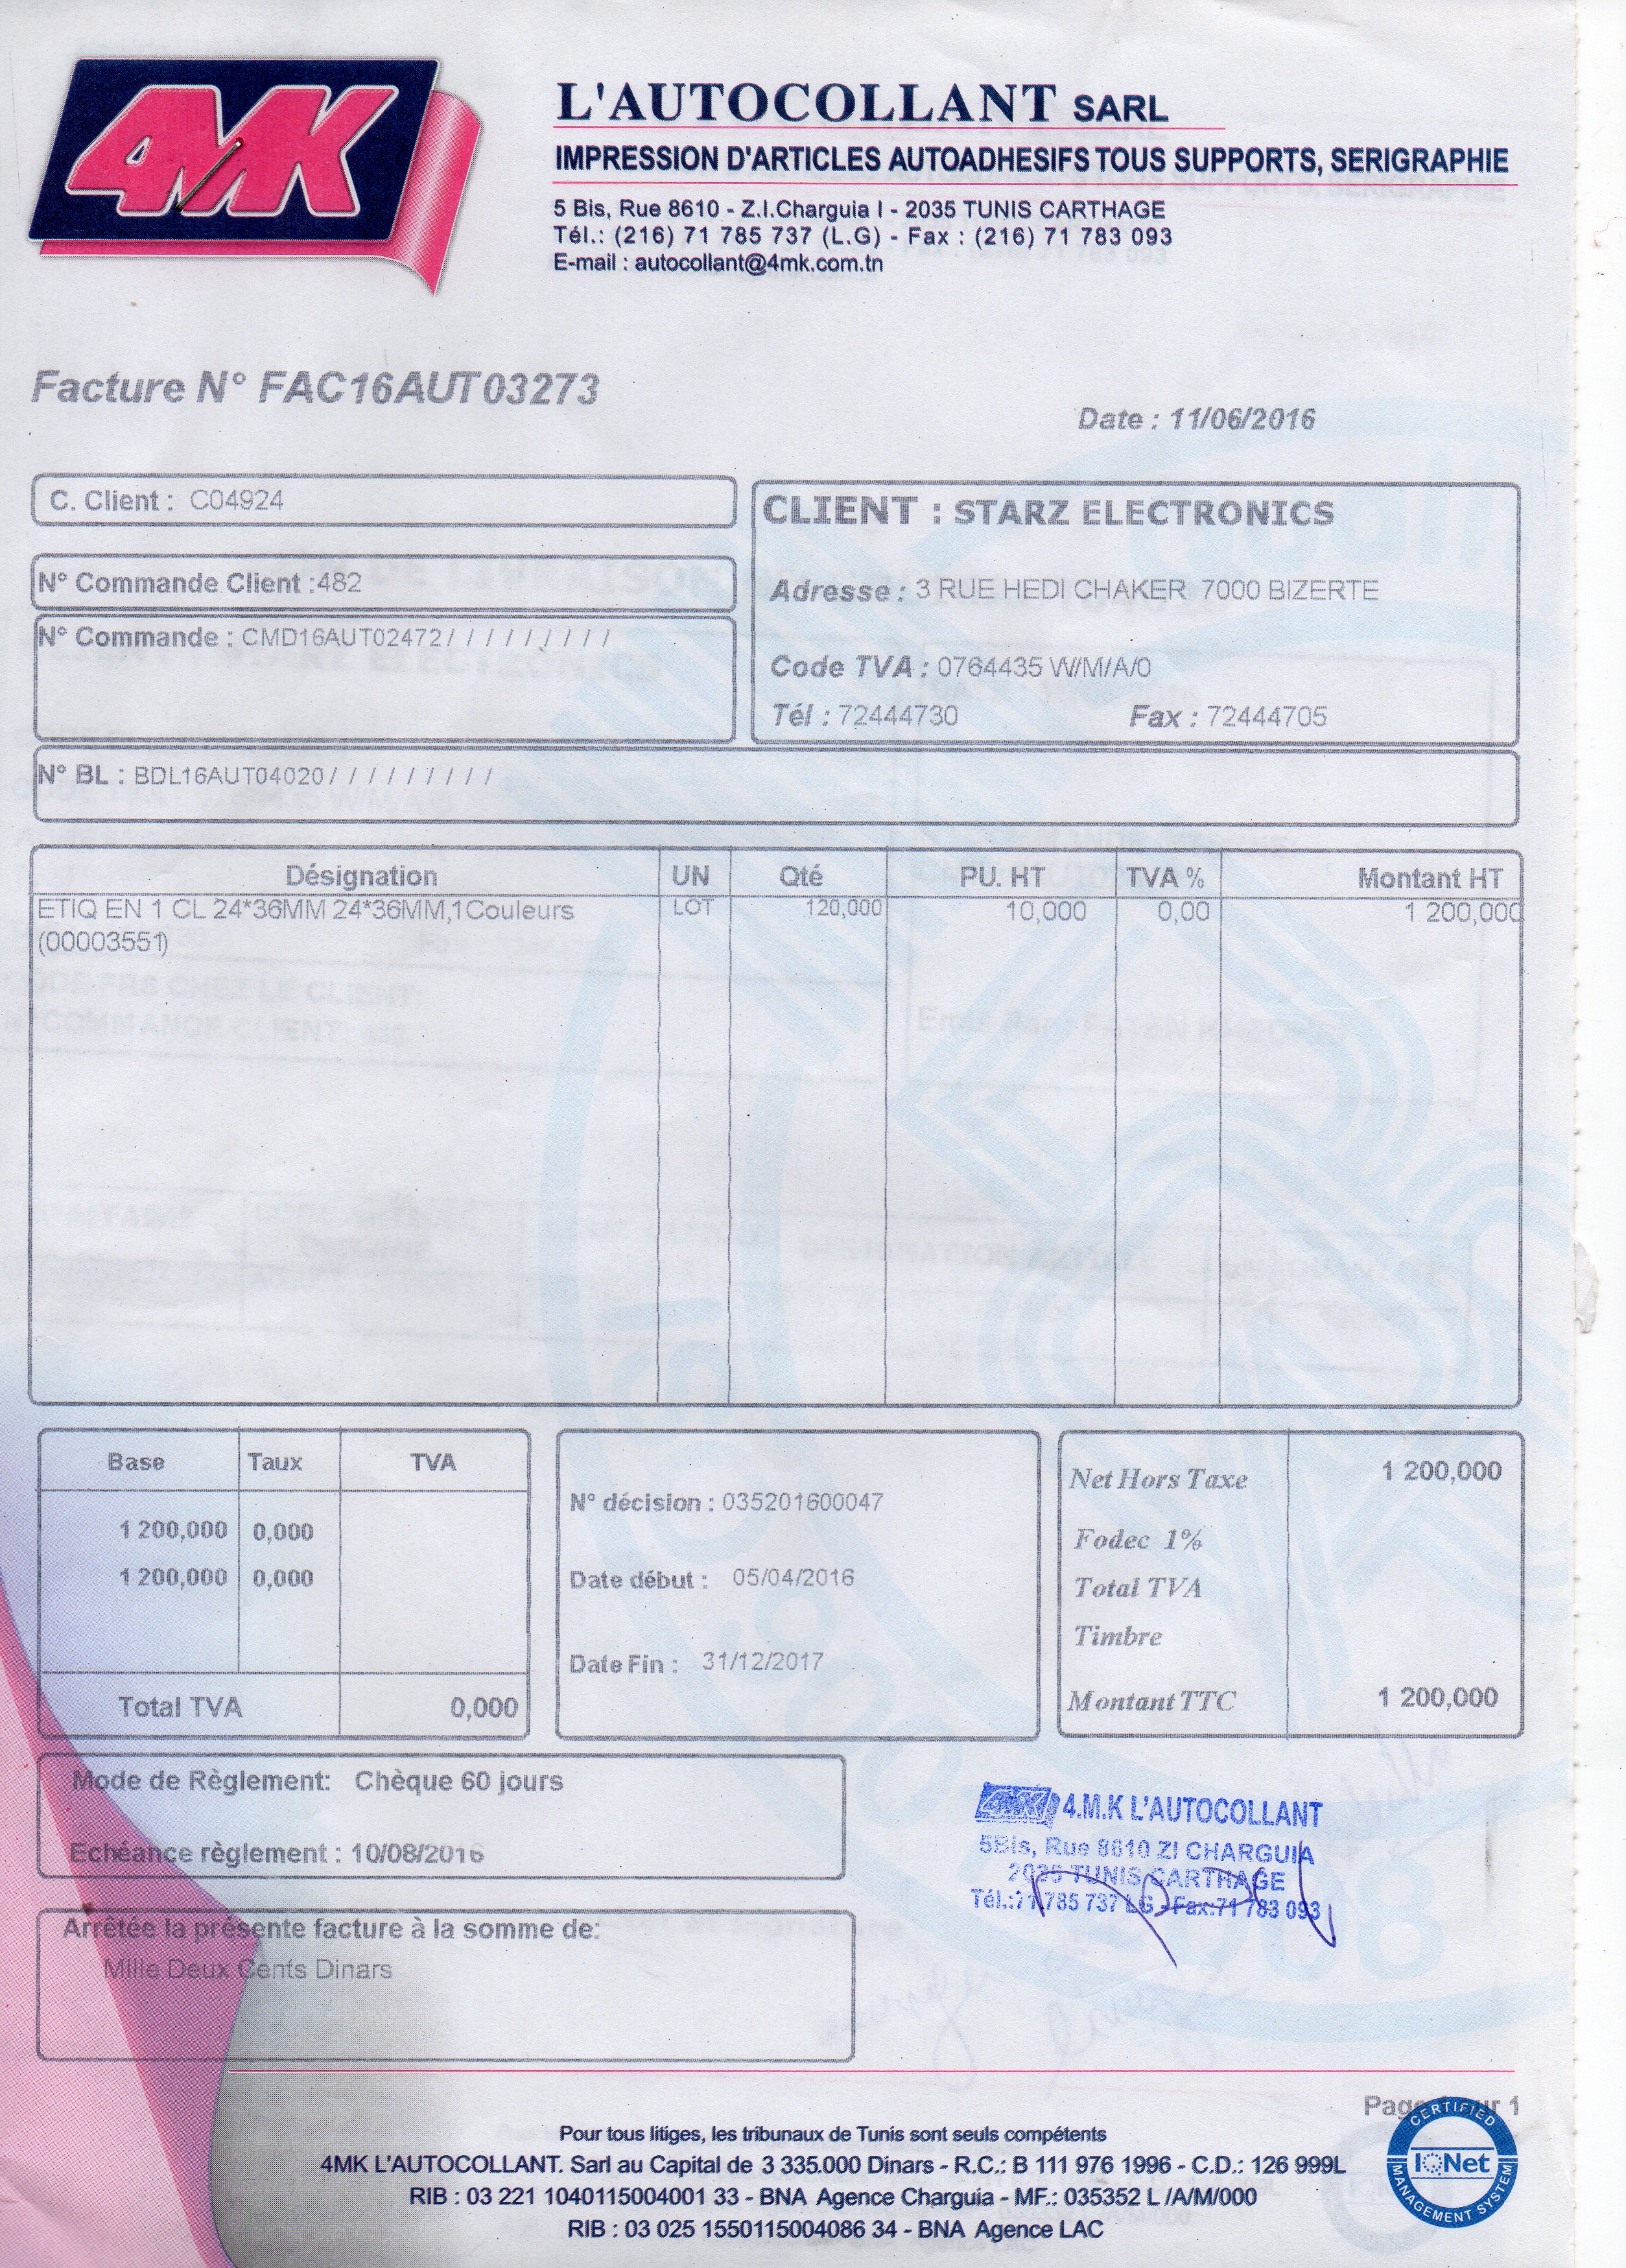 4MK
L'AUTOCOLLANT SARL
IMPRESSION D'ARTICLES AUTOADHESIFS TOUS SUPPORTS, SERIGRAPHIE
5 Bis, Rue 8610 - Z.I.Charguia I - 2035 TUNIS CARTHAGE
Tél.: (216) 71 785 737 (L.G) - Fax : (216) 71 783 093
E-mail : autocollant@4mk.com.tn
Facture N° FAC16AUT03273
Date : 11/06/2016
C. Client : C04924
CLIENT : STARZ ELECTRONICS
N° Commande Client :482
Adresse : 3 RUE HEDI CHAKER 7000 BIZERTE
N° Commande : CMD16AUT02472/ / / / / / / / /
Code TVA : 0764435 W/M/A/0
Tél : 72444730 Fax : 72444705
N° BL : BDL16AUT04020/ / / / / / / / /
Désignation UN Qté PU. HT TVA % Montant HT
ETIQ EN 1 CL 24*36MM 24*36MM,1Couleurs LOT 120,000 10,000 0,00 1 200,000
(00003551)
Base Taux TVA
1 200,000 0,000
1 200,000 0,000
Total TVA 0,000
N° décision : 035201600047
Date début : 05/04/2016
Date Fin : 31/12/2017
Net Hors Taxe 1 200,000
Fodec 1%
Total TVA
Timbre
Montant TTC 1 200,000
Mode de Règlement: Chèque 60 jours
Echéance règlement : 10/08/2016
4MK 4.M.K L'AUTOCOLLANT
5Bis, Rue 8610 ZI CHARGUIA
2035 TUNIS CARTHAGE
Tél.:71 785 737 LG - Fax:71 783 093
Arrêtée la présente facture à la somme de:
Mille Deux Cents Dinars
Page 1 sur 1
Pour tous litiges, les tribunaux de Tunis sont seuls compétents
4MK L'AUTOCOLLANT. Sarl au Capital de 3 335.000 Dinars - R.C.: B 111 976 1996 - C.D.: 126 999L
RIB : 03 221 1040115004001 33 - BNA Agence Charguia - MF.: 035352 L /A/M/000
RIB : 03 025 1550115004086 34 - BNA Agence LAC
CERTIFIED
IQNet
MANAGEMENT SYSTEM